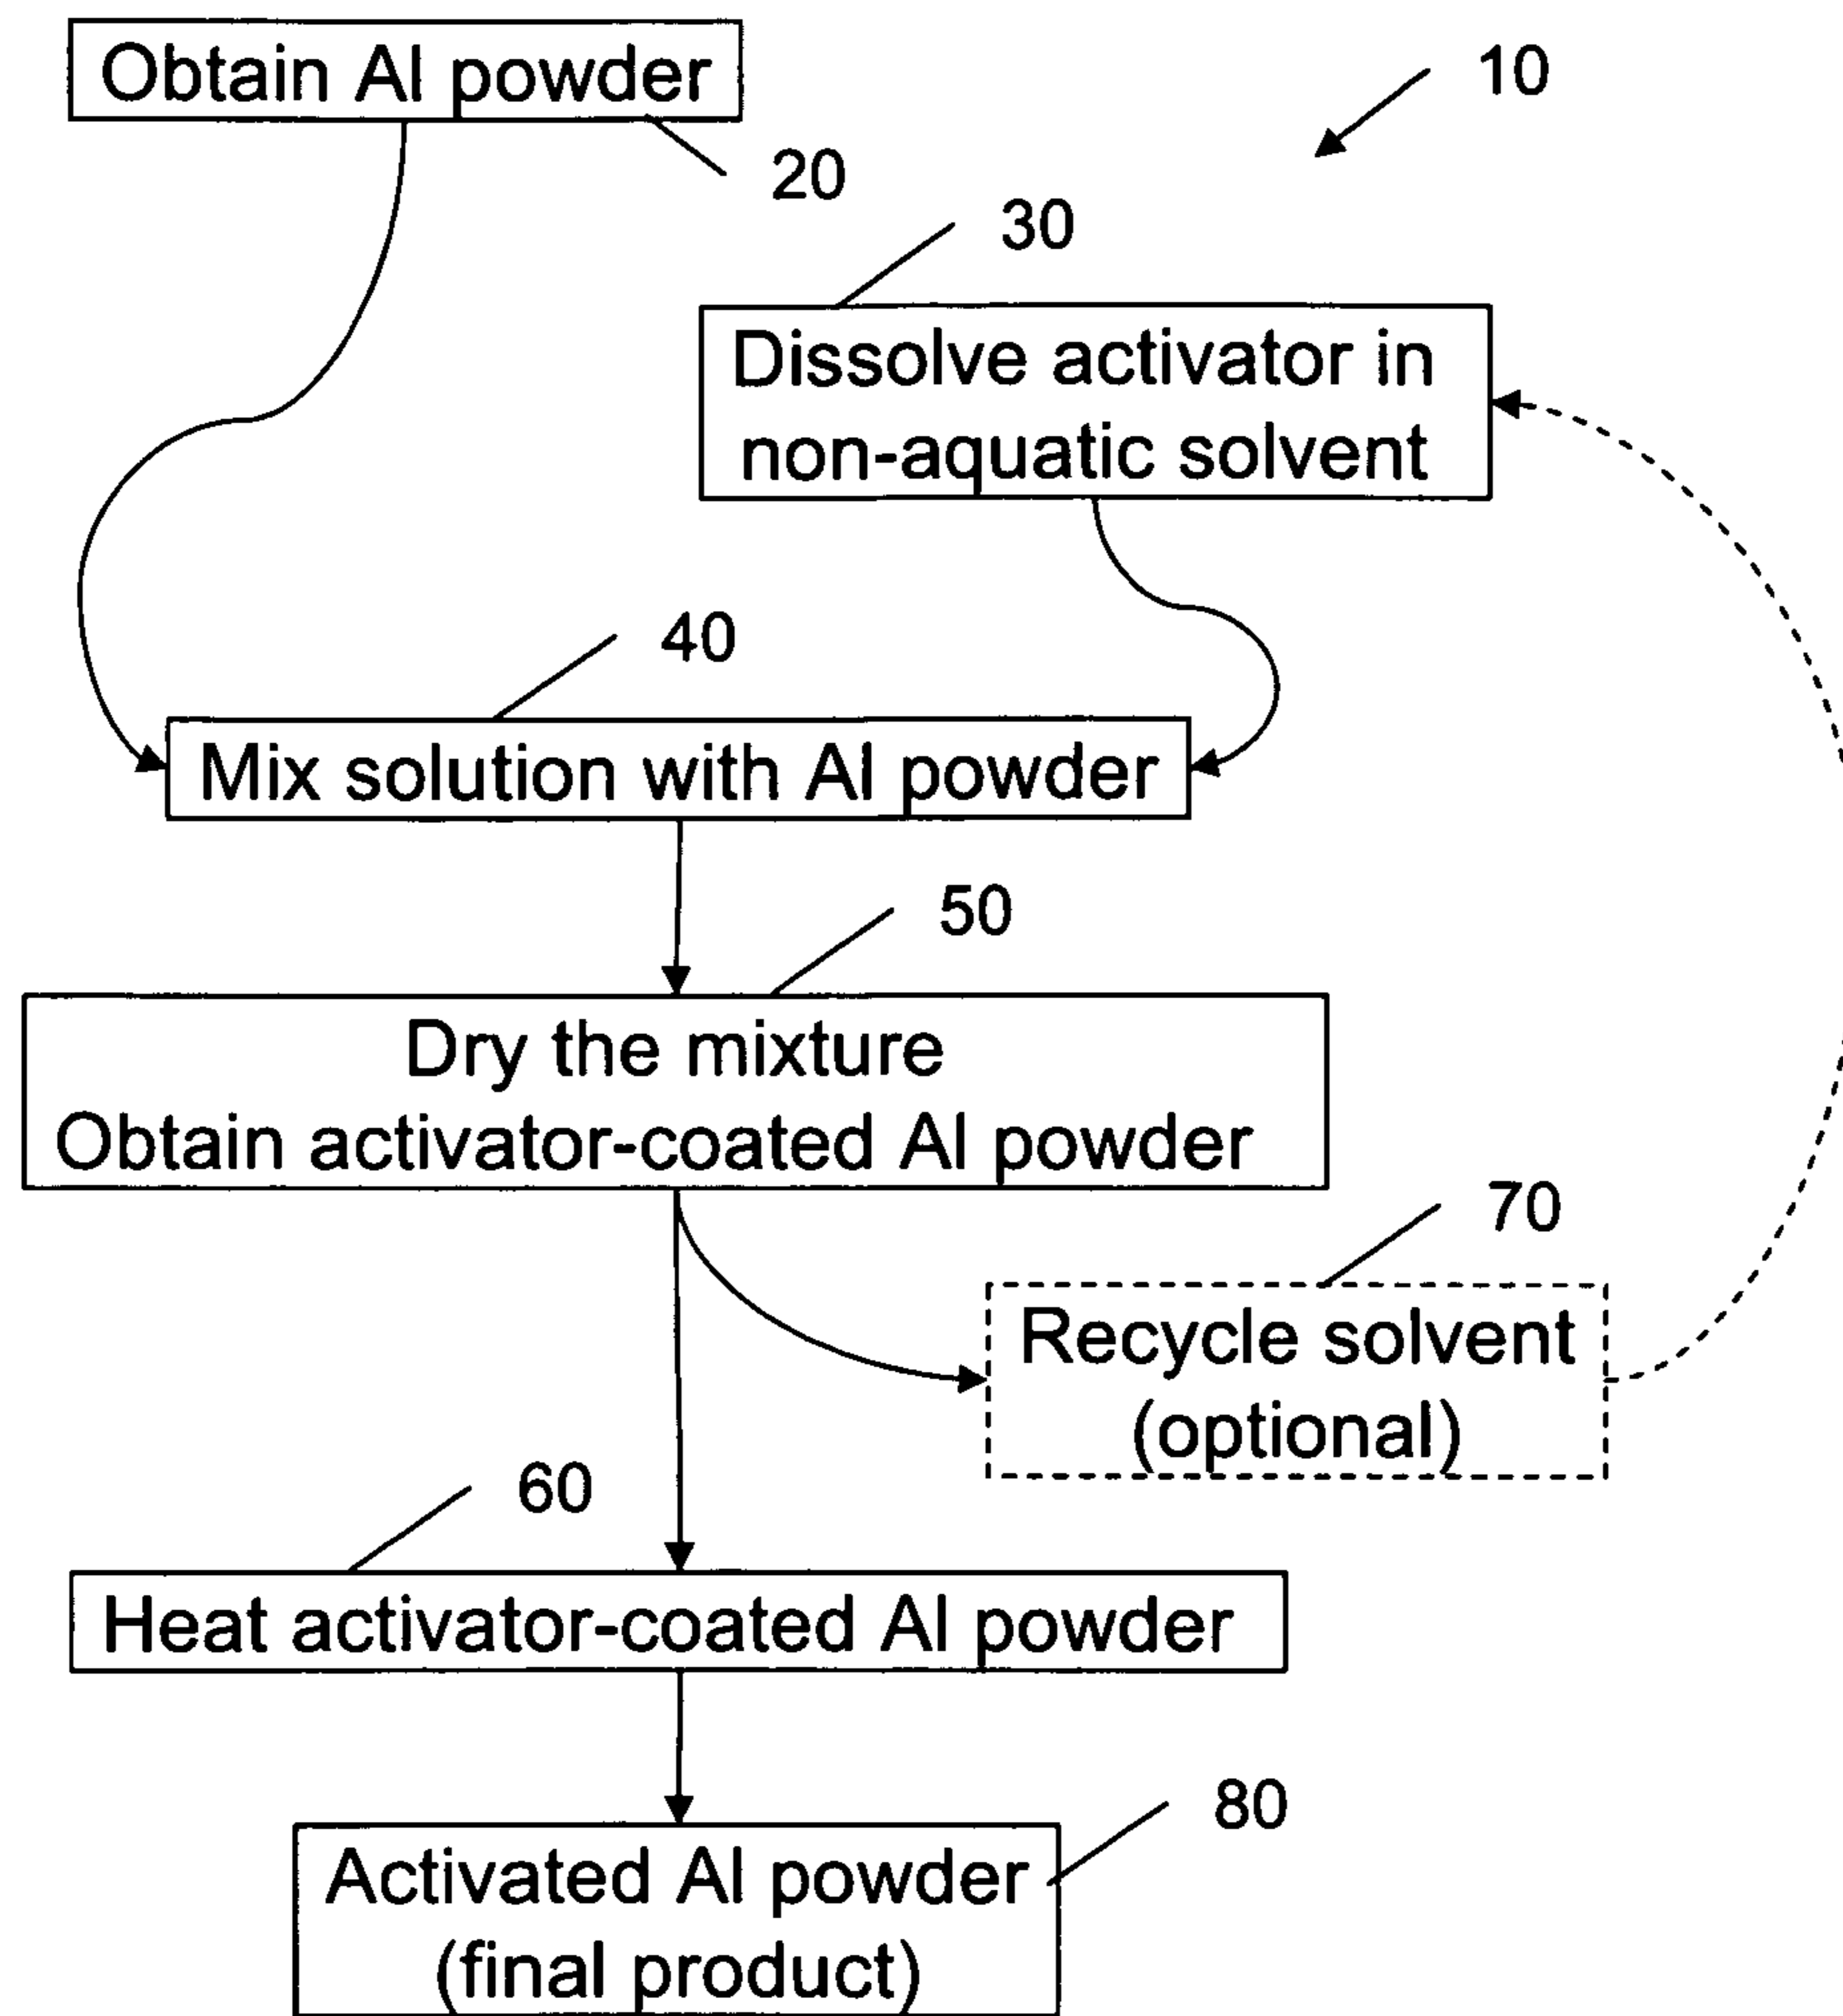 Obtain Al powder
10
20
30
Dissolve activator in
non-aquatic solvent
40
Mix solution with Al powder
50
Dry the mixture
Obtain activator-coated Al powder
70
Recycle solvent
(optional)
60
Heat activator-coated Al powder
80
Activated Al powder
(final product)